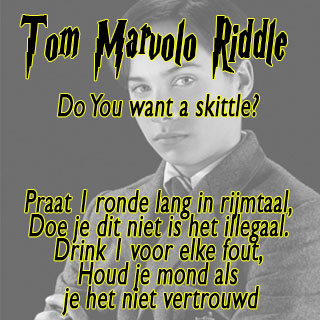 Tom Marvolo Riddle
Do You want a skittle?
Praat 1 ronde lang in rijmtaal,
Doe je dit niet is het illegaal.
Drink 1 voor elke fout,
Houd je mond als
je het niet vertrouwd